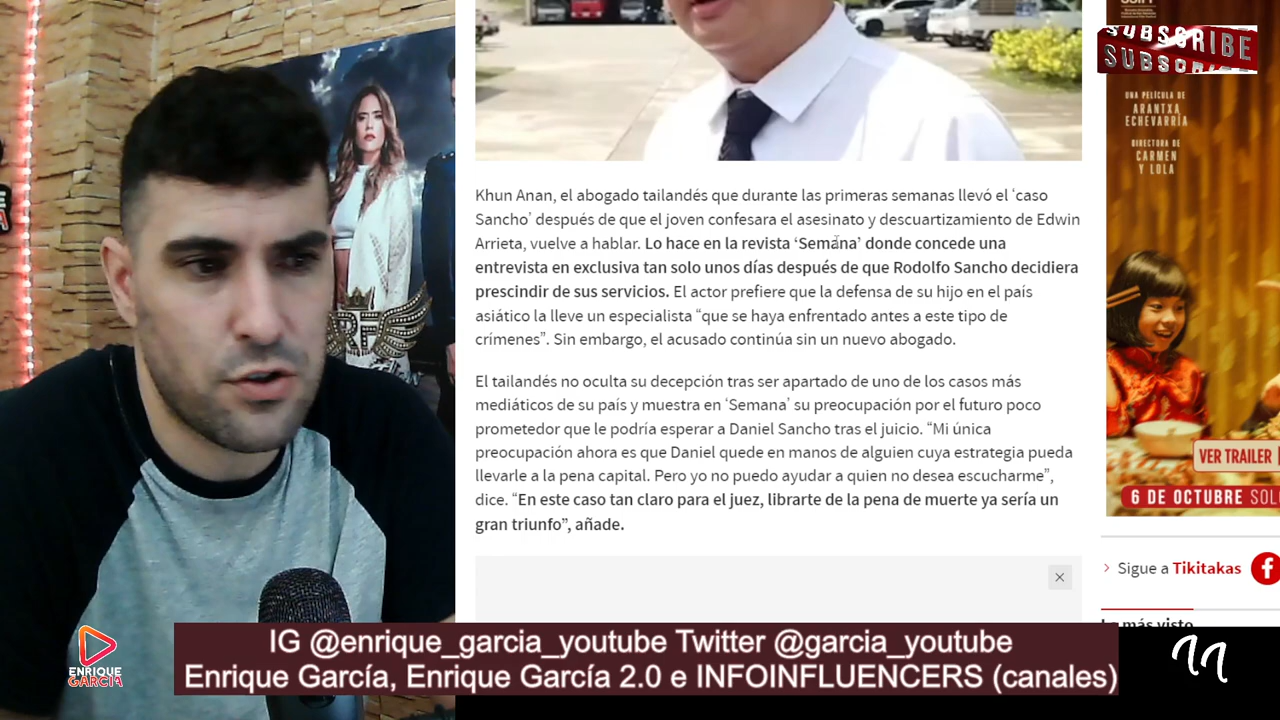 SUBSCRIBE
SUBSCRIBE
UNA PELÍCULA DE
ARANTXA
ECHEVARRÍA
DIRECTORA DE
CARMEN
Y LOLA
Khun Anan, el abogado tailandés que durante las primeras semanas llevó el ‘caso
Sancho’ después de que el joven confesara el asesinato y descuartizamiento de Edwin
Arrieta, vuelve a hablar. Lo hace en la revista ‘Semana’ donde concede una
entrevista en exclusiva tan solo unos días después de que Rodolfo Sancho decidiera
prescindir de sus servicios. El actor prefiere que la defensa de su hijo en el país
asiático la lleve un especialista “que se haya enfrentado antes a este tipo de
crímenes”. Sin embargo, el acusado continúa sin un nuevo abogado.
El tailandés no oculta su decepción tras ser apartado de uno de los casos más
mediáticos de su país y muestra en ‘Semana’ su preocupación por el futuro poco
prometedor que le podría esperar a Daniel Sancho tras el juicio. “Mi única
preocupación ahora es que Daniel quede en manos de alguien cuya estrategia pueda
llevarle a la pena capital. Pero yo no puedo ayudar a quien no desea escucharme”,
dice. “En este caso tan claro para el juez, librarte de la pena de muerte ya sería un
gran triunfo”, añade.
VER TRAILER
6 DE OCTUBRE SOL
Sigue a Tikitakas
Lo más visto
RF
ENRIQUE
GARCÍA
IG @enrique_garcia_youtube Twitter @garcia_youtube
Enrique García, Enrique García 2.0 e INFOINFLUENCERS (canales)